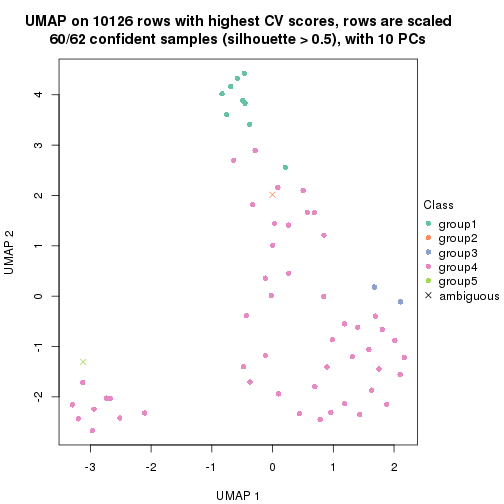 UMAP on 10126 rows with highest CV scores, rows are scaled
60/62 confident samples (silhouette > 0.5), with 10 PCs
4
3
2
1
0
-1
-2
UMAP 2
-3
-2
-1
0
1
2
UMAP 1
Class
group1
group2
group3
group4
group5
ambiguous